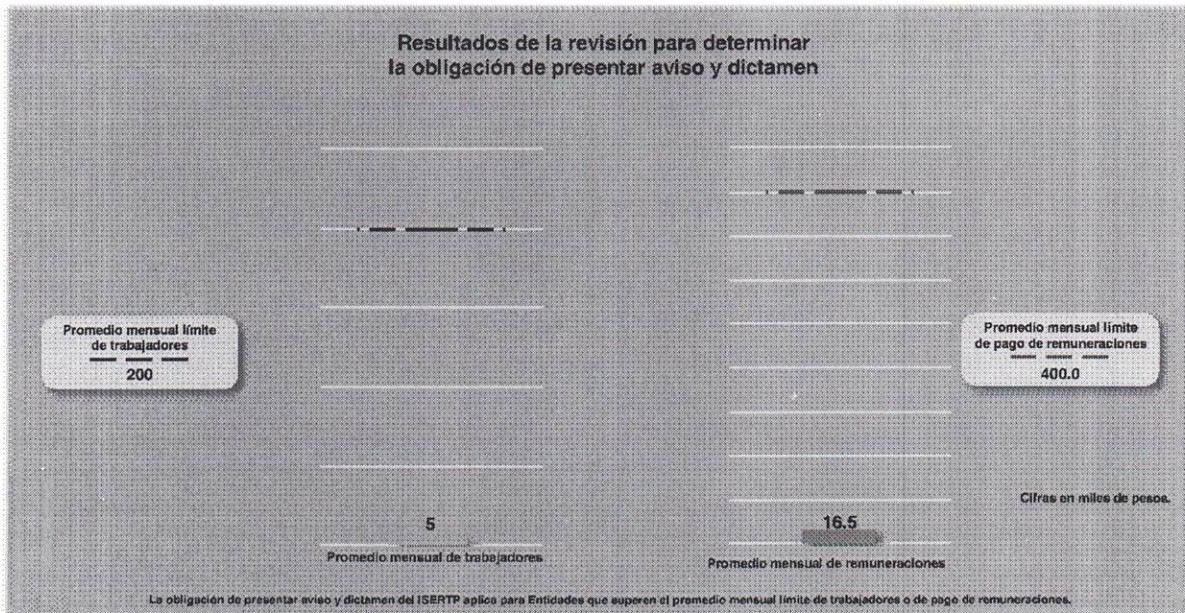 Resultados de la revisión para determinar
la obligación de presentar aviso y dictamen
Promedio mensual límite
de trabajadores
200
Promedio mensual límite
de pago de remuneraciones
400.0
Cifras en miles de pesos.
5
Promedio mensual de trabajadores
16.5
Promedio mensual de remuneraciones
La obligación de presentar aviso y dictamen del ISERTP aplica para Entidades que superen el promedio mensual límite de trabajadores o de pago de remuneraciones.